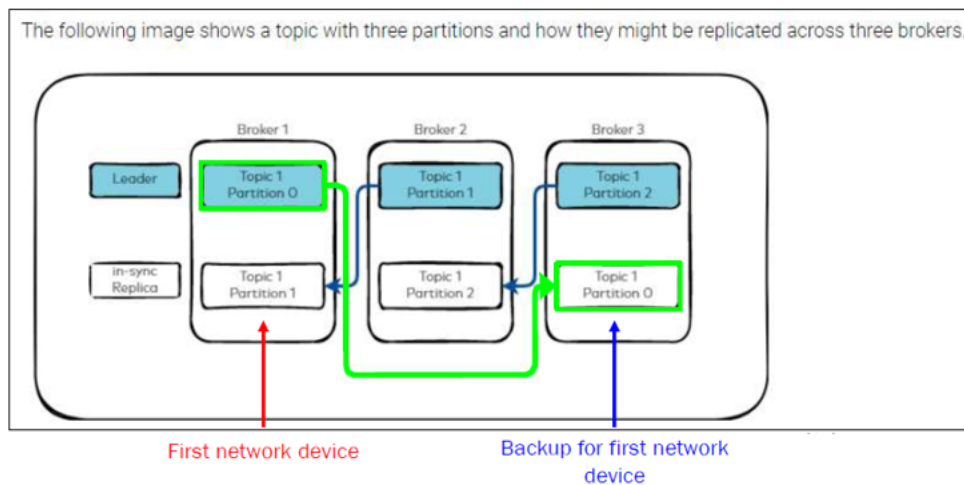 The following image shows a topic with three partitions and how they might be replicated across three brokers.
Broker 1
Broker 2
Broker 3
Leader
Topic 1
Partition 0
Topic 1
Partition 1
Topic 1
Partition 2
in-sync
Replica
Topic 1
Partition 1
Topic 1
Partition 2
Topic 1
Partition 0
First network device
Backup for first network
device